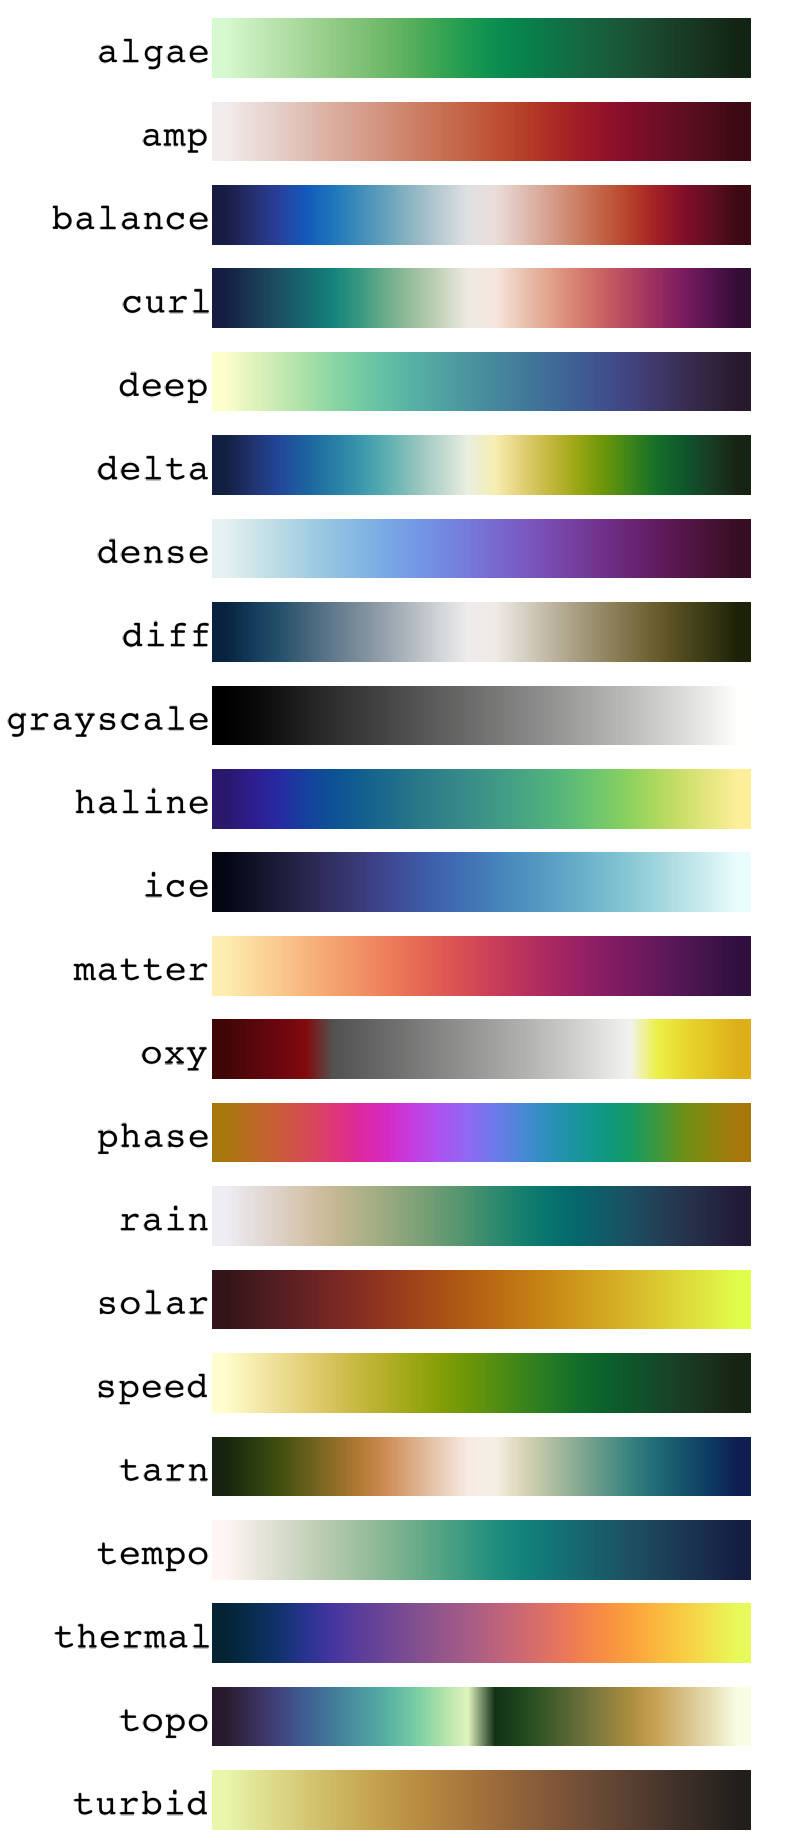 algae
amp
balance
curl
deep
delta
dense
diff
grayscale
haline
ice
matter
oxy
phase
rain
solar
speed
tarn
tempo
thermal
topo
turbid